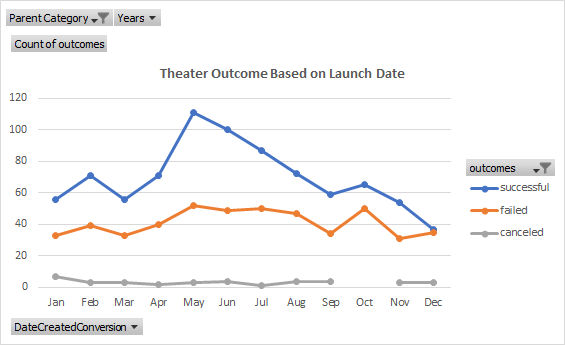 Parent Category Years
Count of outcomes
Theater Outcome Based on Launch Date
120
100
80
60
40
20
0
Jan Feb Mar Apr May Jun Jul Aug Sep Oct Nov Dec
outcomes
successful
failed
canceled
DateCreatedConversion